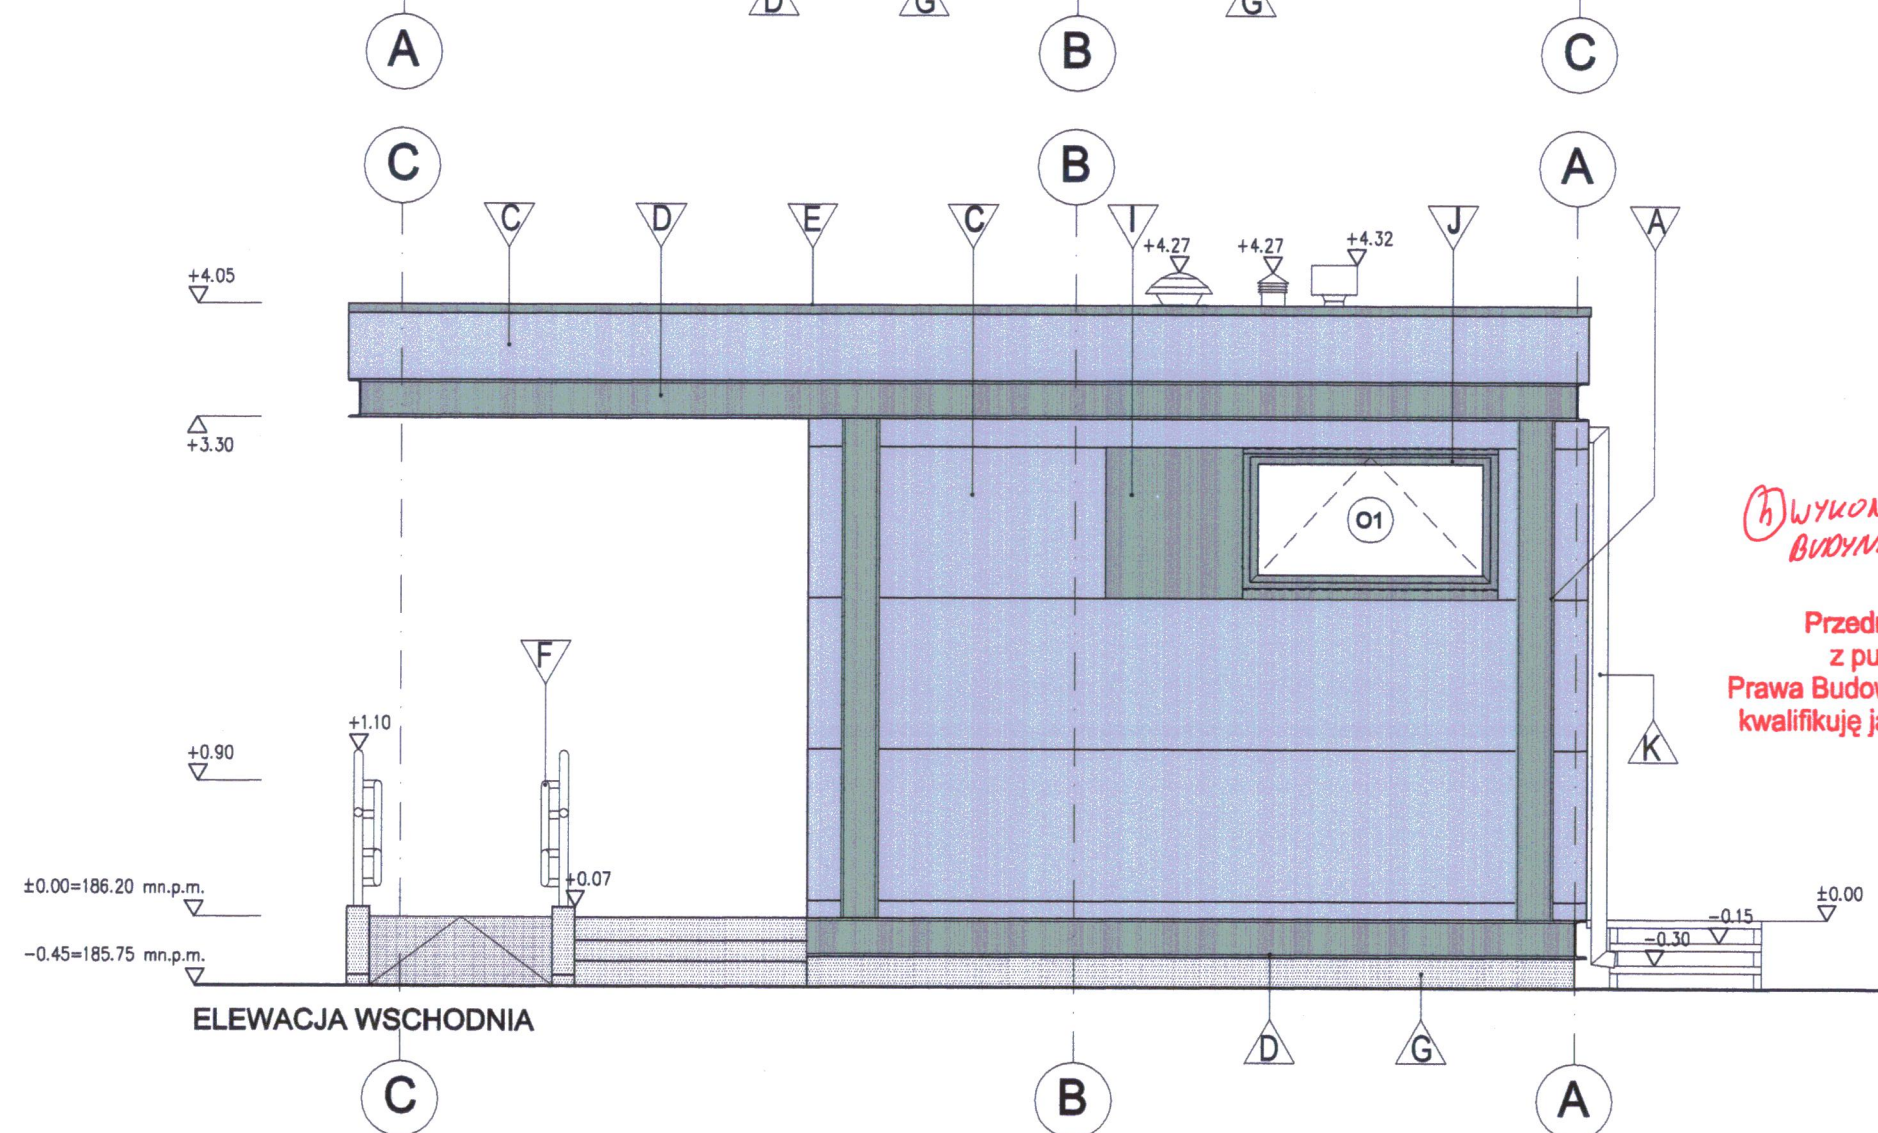 D G G
A B C
C B A
C D E C I J A
+4.27 +4.27 +4.32
+4.05
+3.30
O1
WYKON
BUDYN
Przedr
z pu
Prawa Budow
kwalifikuję ja
F
+1.10
+0.90
K
+0.07
±0.00=186.20 mn.p.m.
±0.00
-0.15
-0.30
-0.45=185.75 mn.p.m.
ELEWACJA WSCHODNIA
D G
C B A